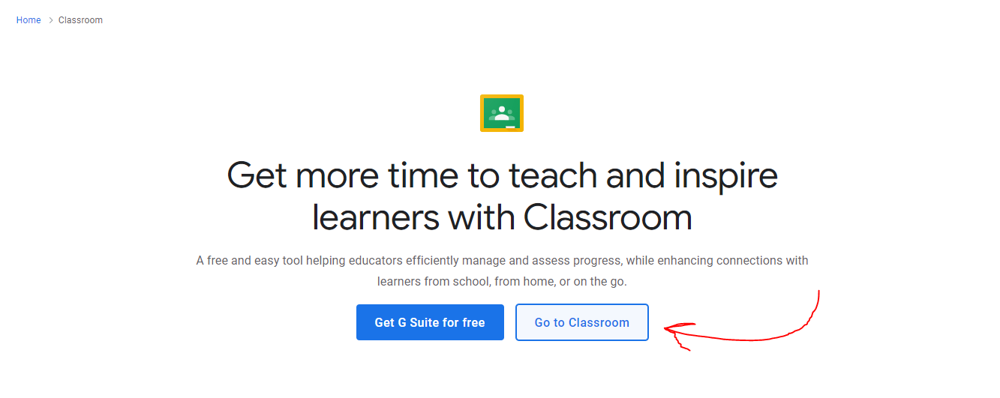 Home > Classroom
Get more time to teach and inspire
learners with Classroom
A free and easy tool helping educators efficiently manage and assess progress, while enhancing connections with
learners from school, from home, or on the go.
Get G Suite for free
Go to Classroom